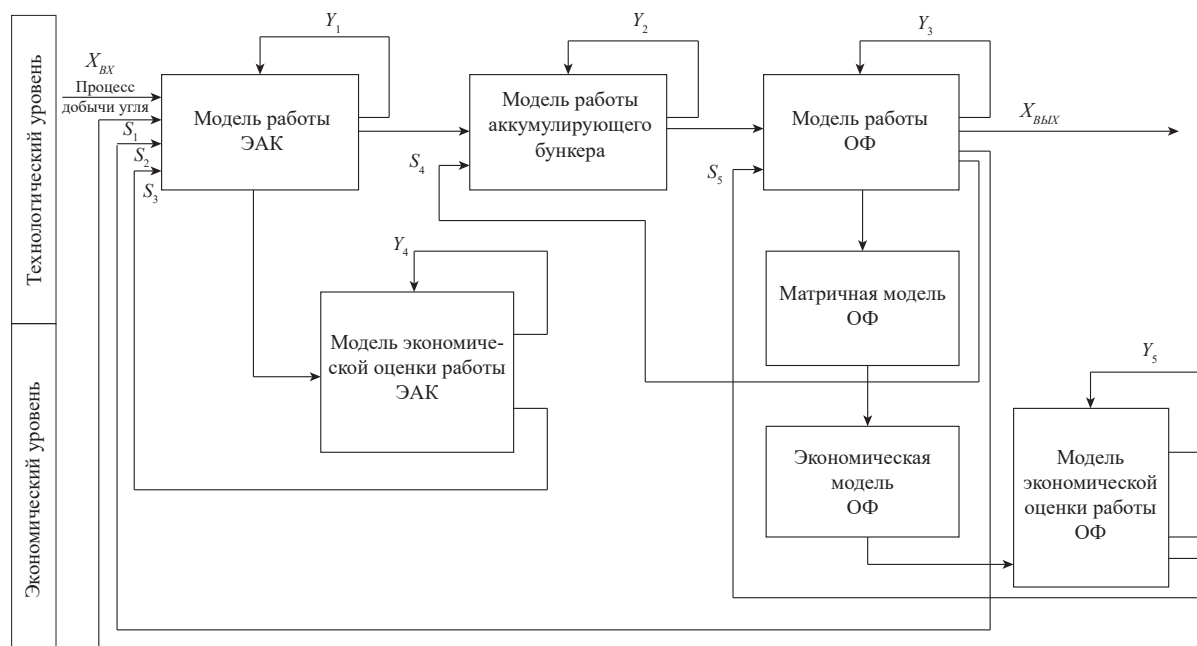 Технологический уровень
Экономический уровень
X_ВХ
Процесс
добычи угля
S_1
S_2
S_3
Y_1
Модель работы
ЭАК
Y_2
Модель работы
аккумулирующего
бункера
S_4
Y_3
Модель работы
ОФ
S_5
X_ВЫХ
Y_4
Модель экономиче-
ской оценки работы
ЭАК
Матричная модель
ОФ
Экономическая
модель
ОФ
Y_5
Модель
экономической
оценки работы
ОФ